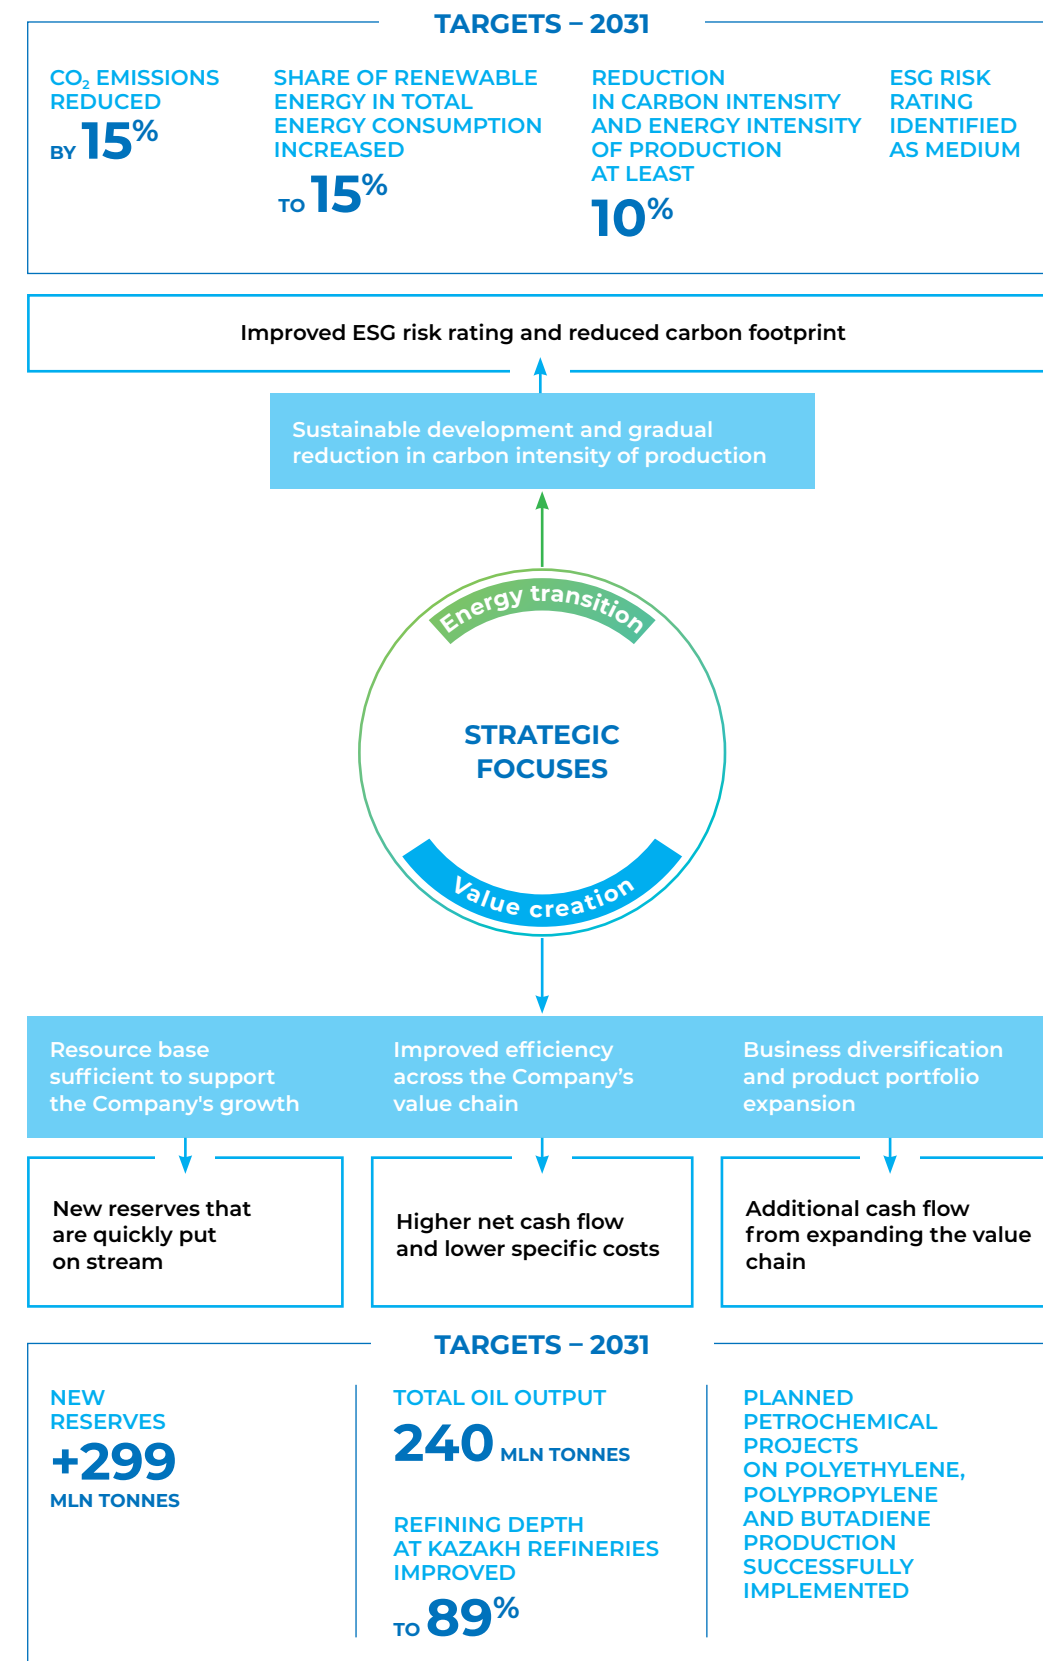 TARGETS – 2031
CO₂ EMISSIONS
REDUCED
BY 15%
SHARE OF RENEWABLE
ENERGY IN TOTAL
ENERGY CONSUMPTION
INCREASED
TO 15%
REDUCTION
IN CARBON INTENSITY
AND ENERGY INTENSITY
OF PRODUCTION
AT LEAST
10%
ESG RISK
RATING
IDENTIFIED
AS MEDIUM
Improved ESG risk rating and reduced carbon footprint
Sustainable development and gradual
reduction in carbon intensity of production
Energy transition
STRATEGIC
FOCUSES
Value creation
Resource base
sufficient to support
the Company's growth
Improved efficiency
across the Company’s
value chain
Business diversification
and product portfolio
expansion
New reserves that
are quickly put
on stream
Higher net cash flow
and lower specific costs
Additional cash flow
from expanding the value
chain
TARGETS – 2031
NEW
RESERVES
+299
MLN TONNES
TOTAL OIL OUTPUT
240 MLN TONNES
REFINING DEPTH
AT KAZAKH REFINERIES
IMPROVED
TO 89%
PLANNED
PETROCHEMICAL
PROJECTS
ON POLYETHYLENE,
POLYPROPYLENE
AND BUTADIENE
PRODUCTION
SUCCESSFULLY
IMPLEMENTED